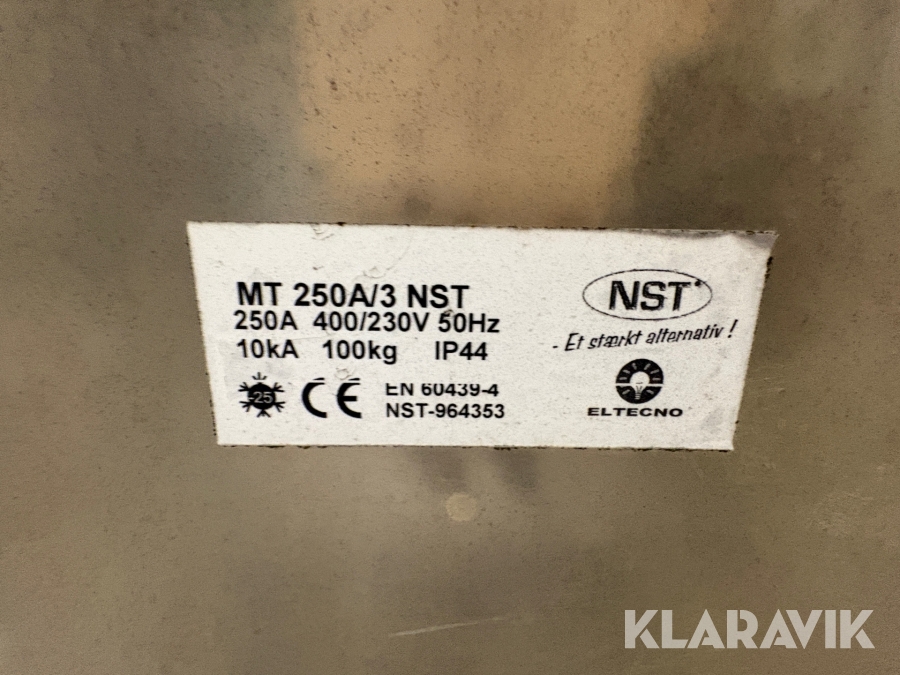 MT 250A/3 NST
250A 400/230V 50Hz
10kA 100kg IP44
-25
CE
EN 60439-4
NST-964353
NST
- Et stærkt alternativ !
ELTECNO
KLARAVIK